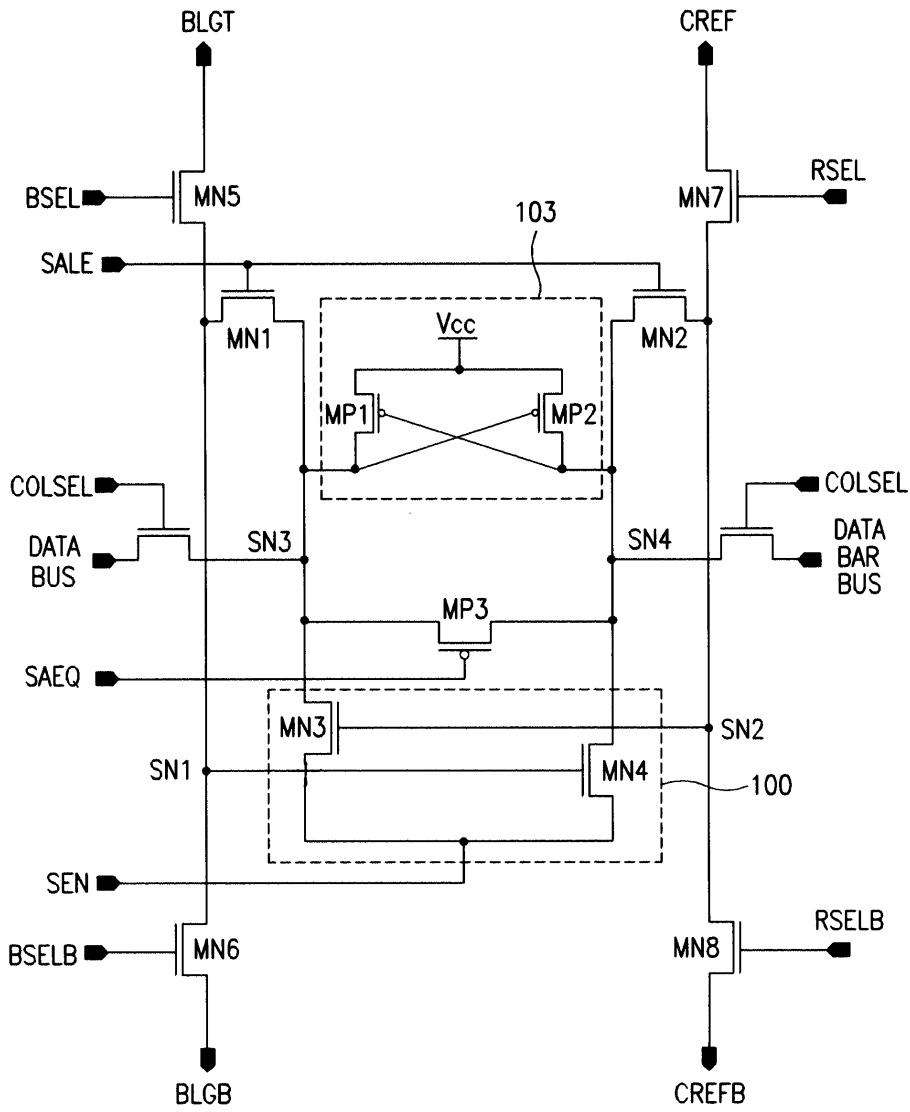 BLGT
CREF
BSEL
MN5
MN7
RSEL
103
SALE
Vcc
MN1
MN2
MP1
MP2
COLSEL
COLSEL
DATA
BUS
SN3
SN4
DATA
BAR
BUS
MP3
SAEQ
MN3
SN2
SN1
MN4
100
SEN
BSELB
MN6
MN8
RSELB
BLGB
CREFB